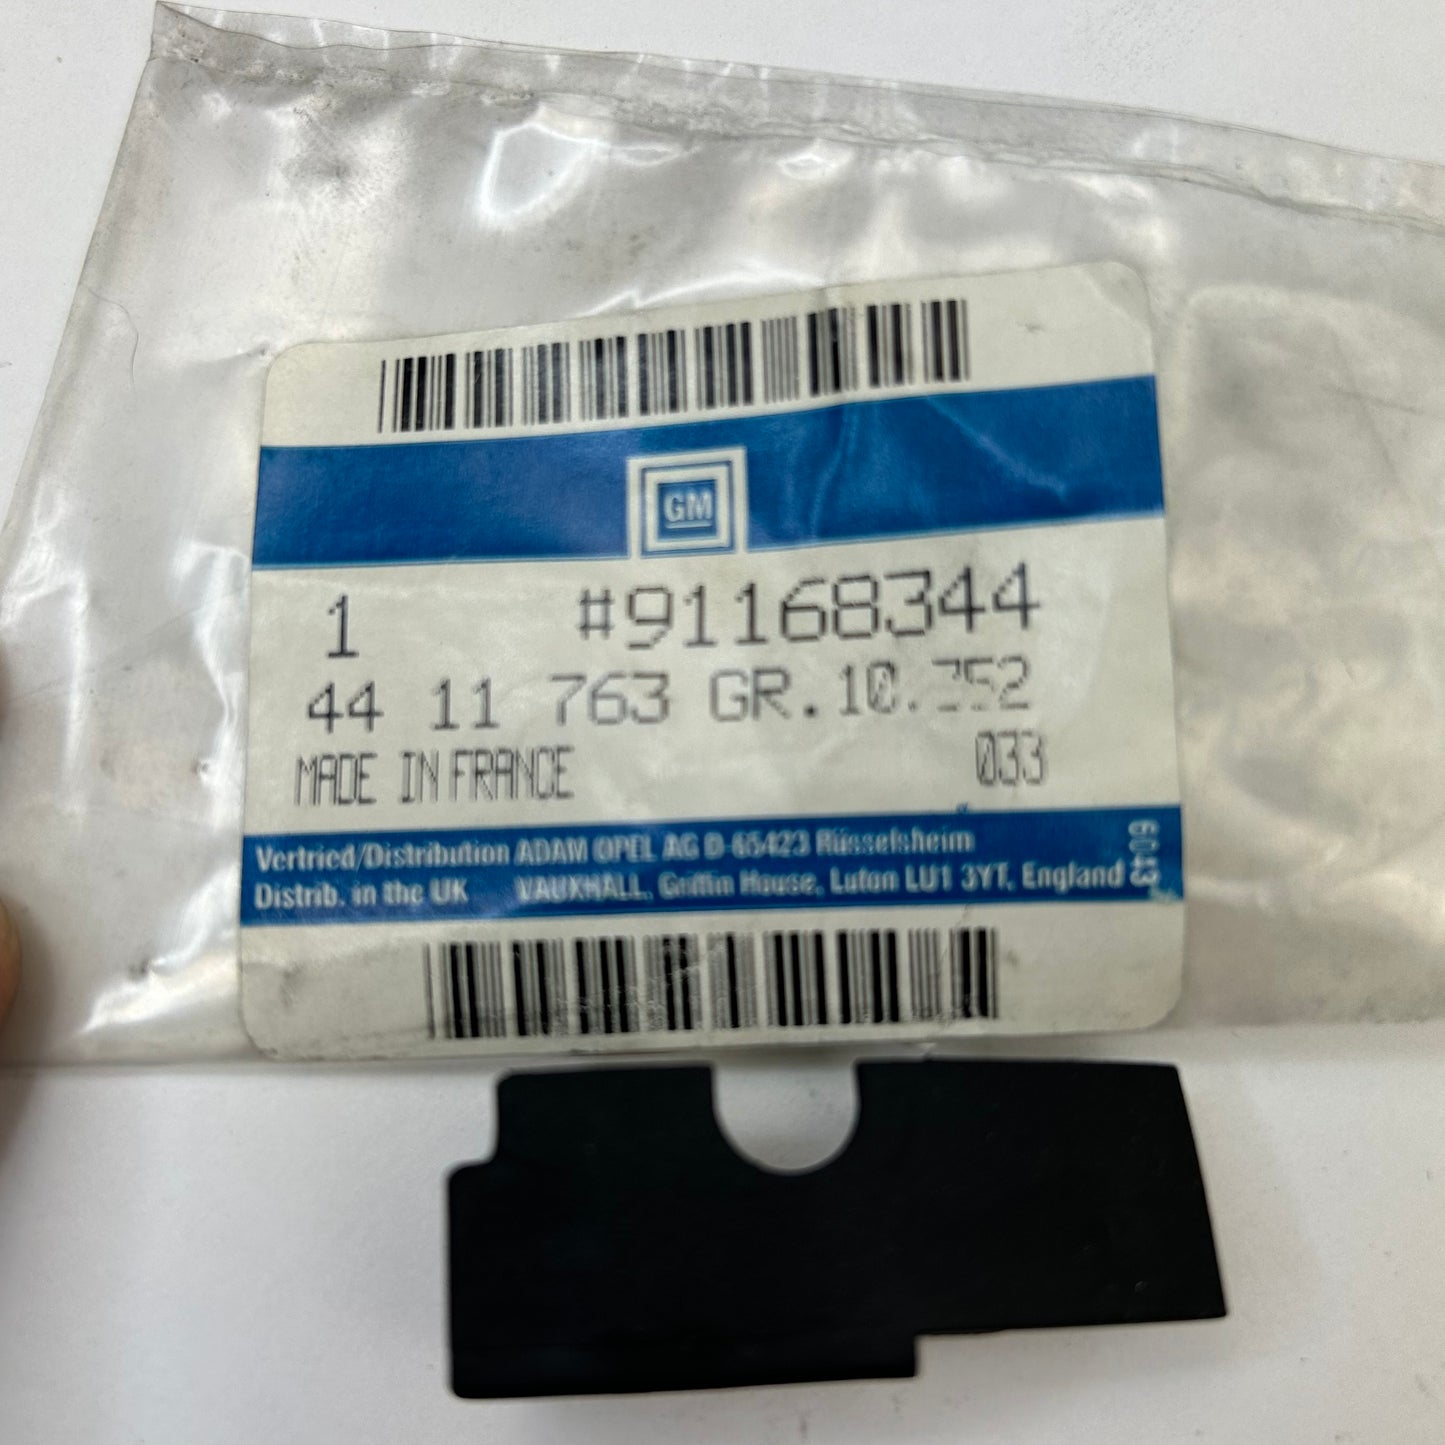 GM
1 #91168344
44 11 763 GR.10.352
MADE IN FRANCE 033
Vertried/Distribution ADAM OPEL AG D-65423 Rüsselsheim
Distrib. in the UK VAUXHALL, Griffin House, Luton LU1 3YT, England
6043